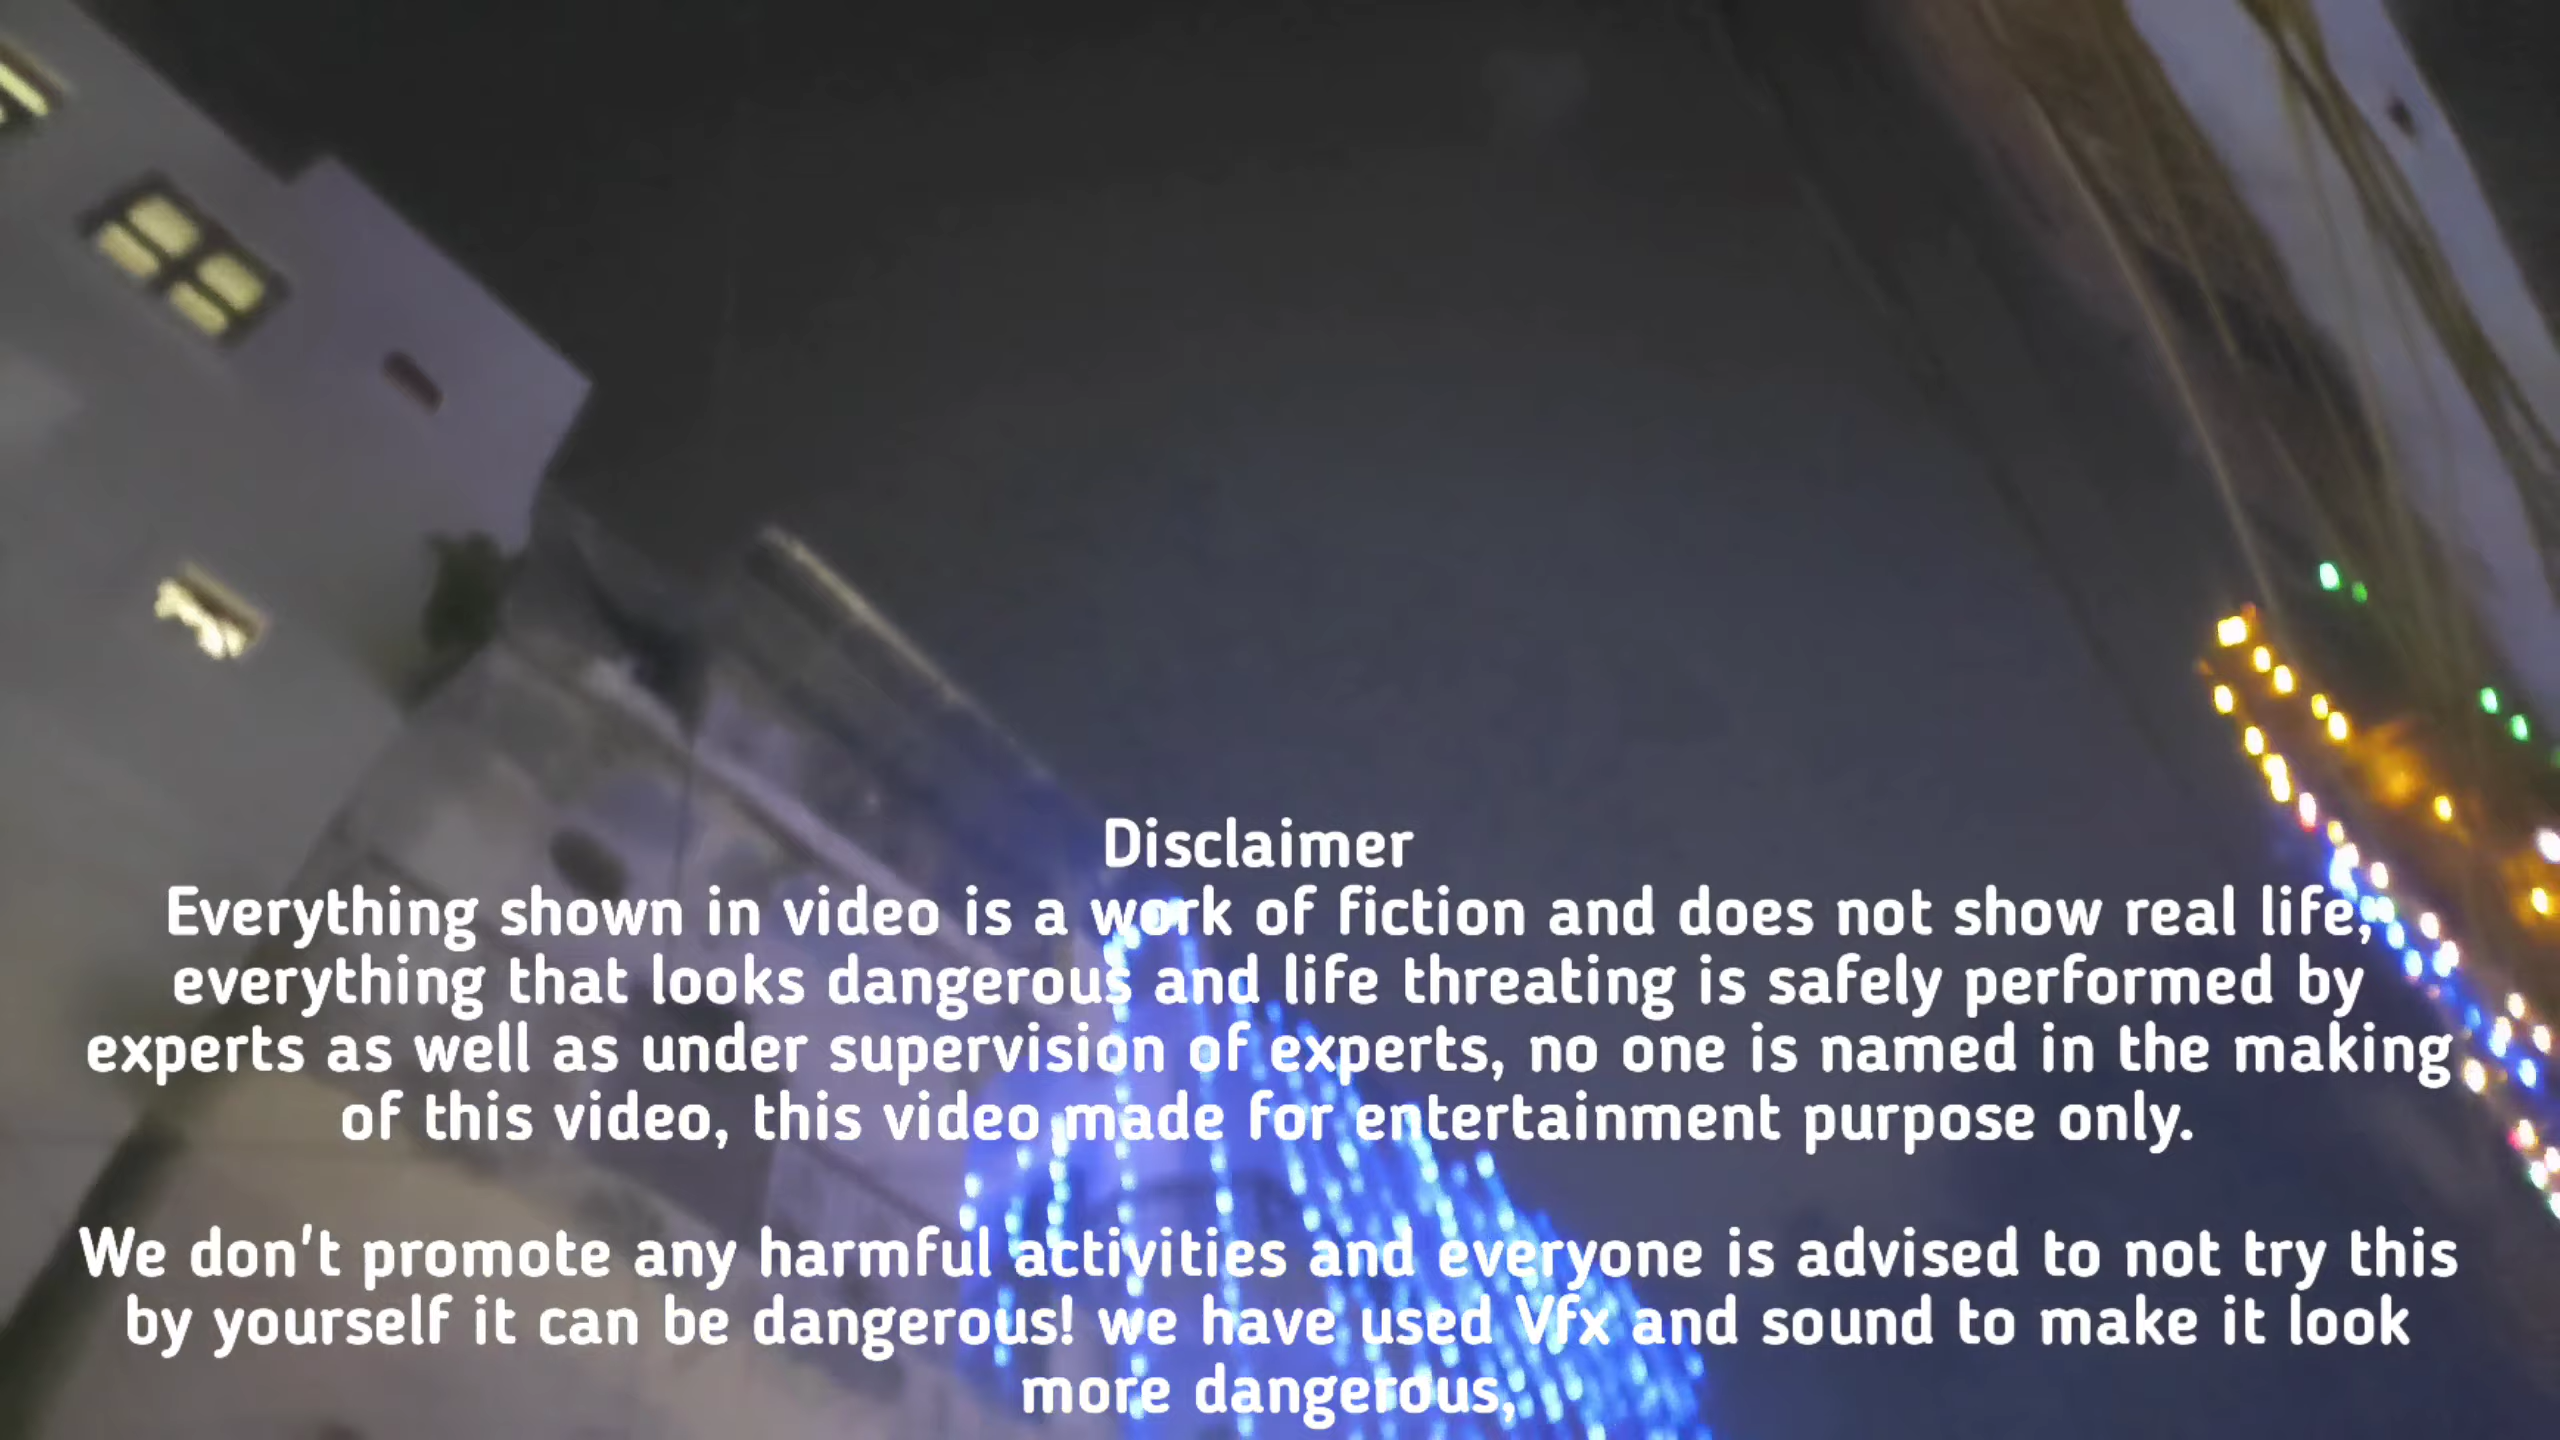 Disclaimer
Everything shown in video is a work of fiction and does not show real life,
everything that looks dangerous and life threating is safely performed by
experts as well as under supervision of experts, no one is named in the making
of this video, this video made for entertainment purpose only.
We don't promote any harmful activities and everyone is advised to not try this
by yourself it can be dangerous! we have used Vfx and sound to make it look
more dangerous,